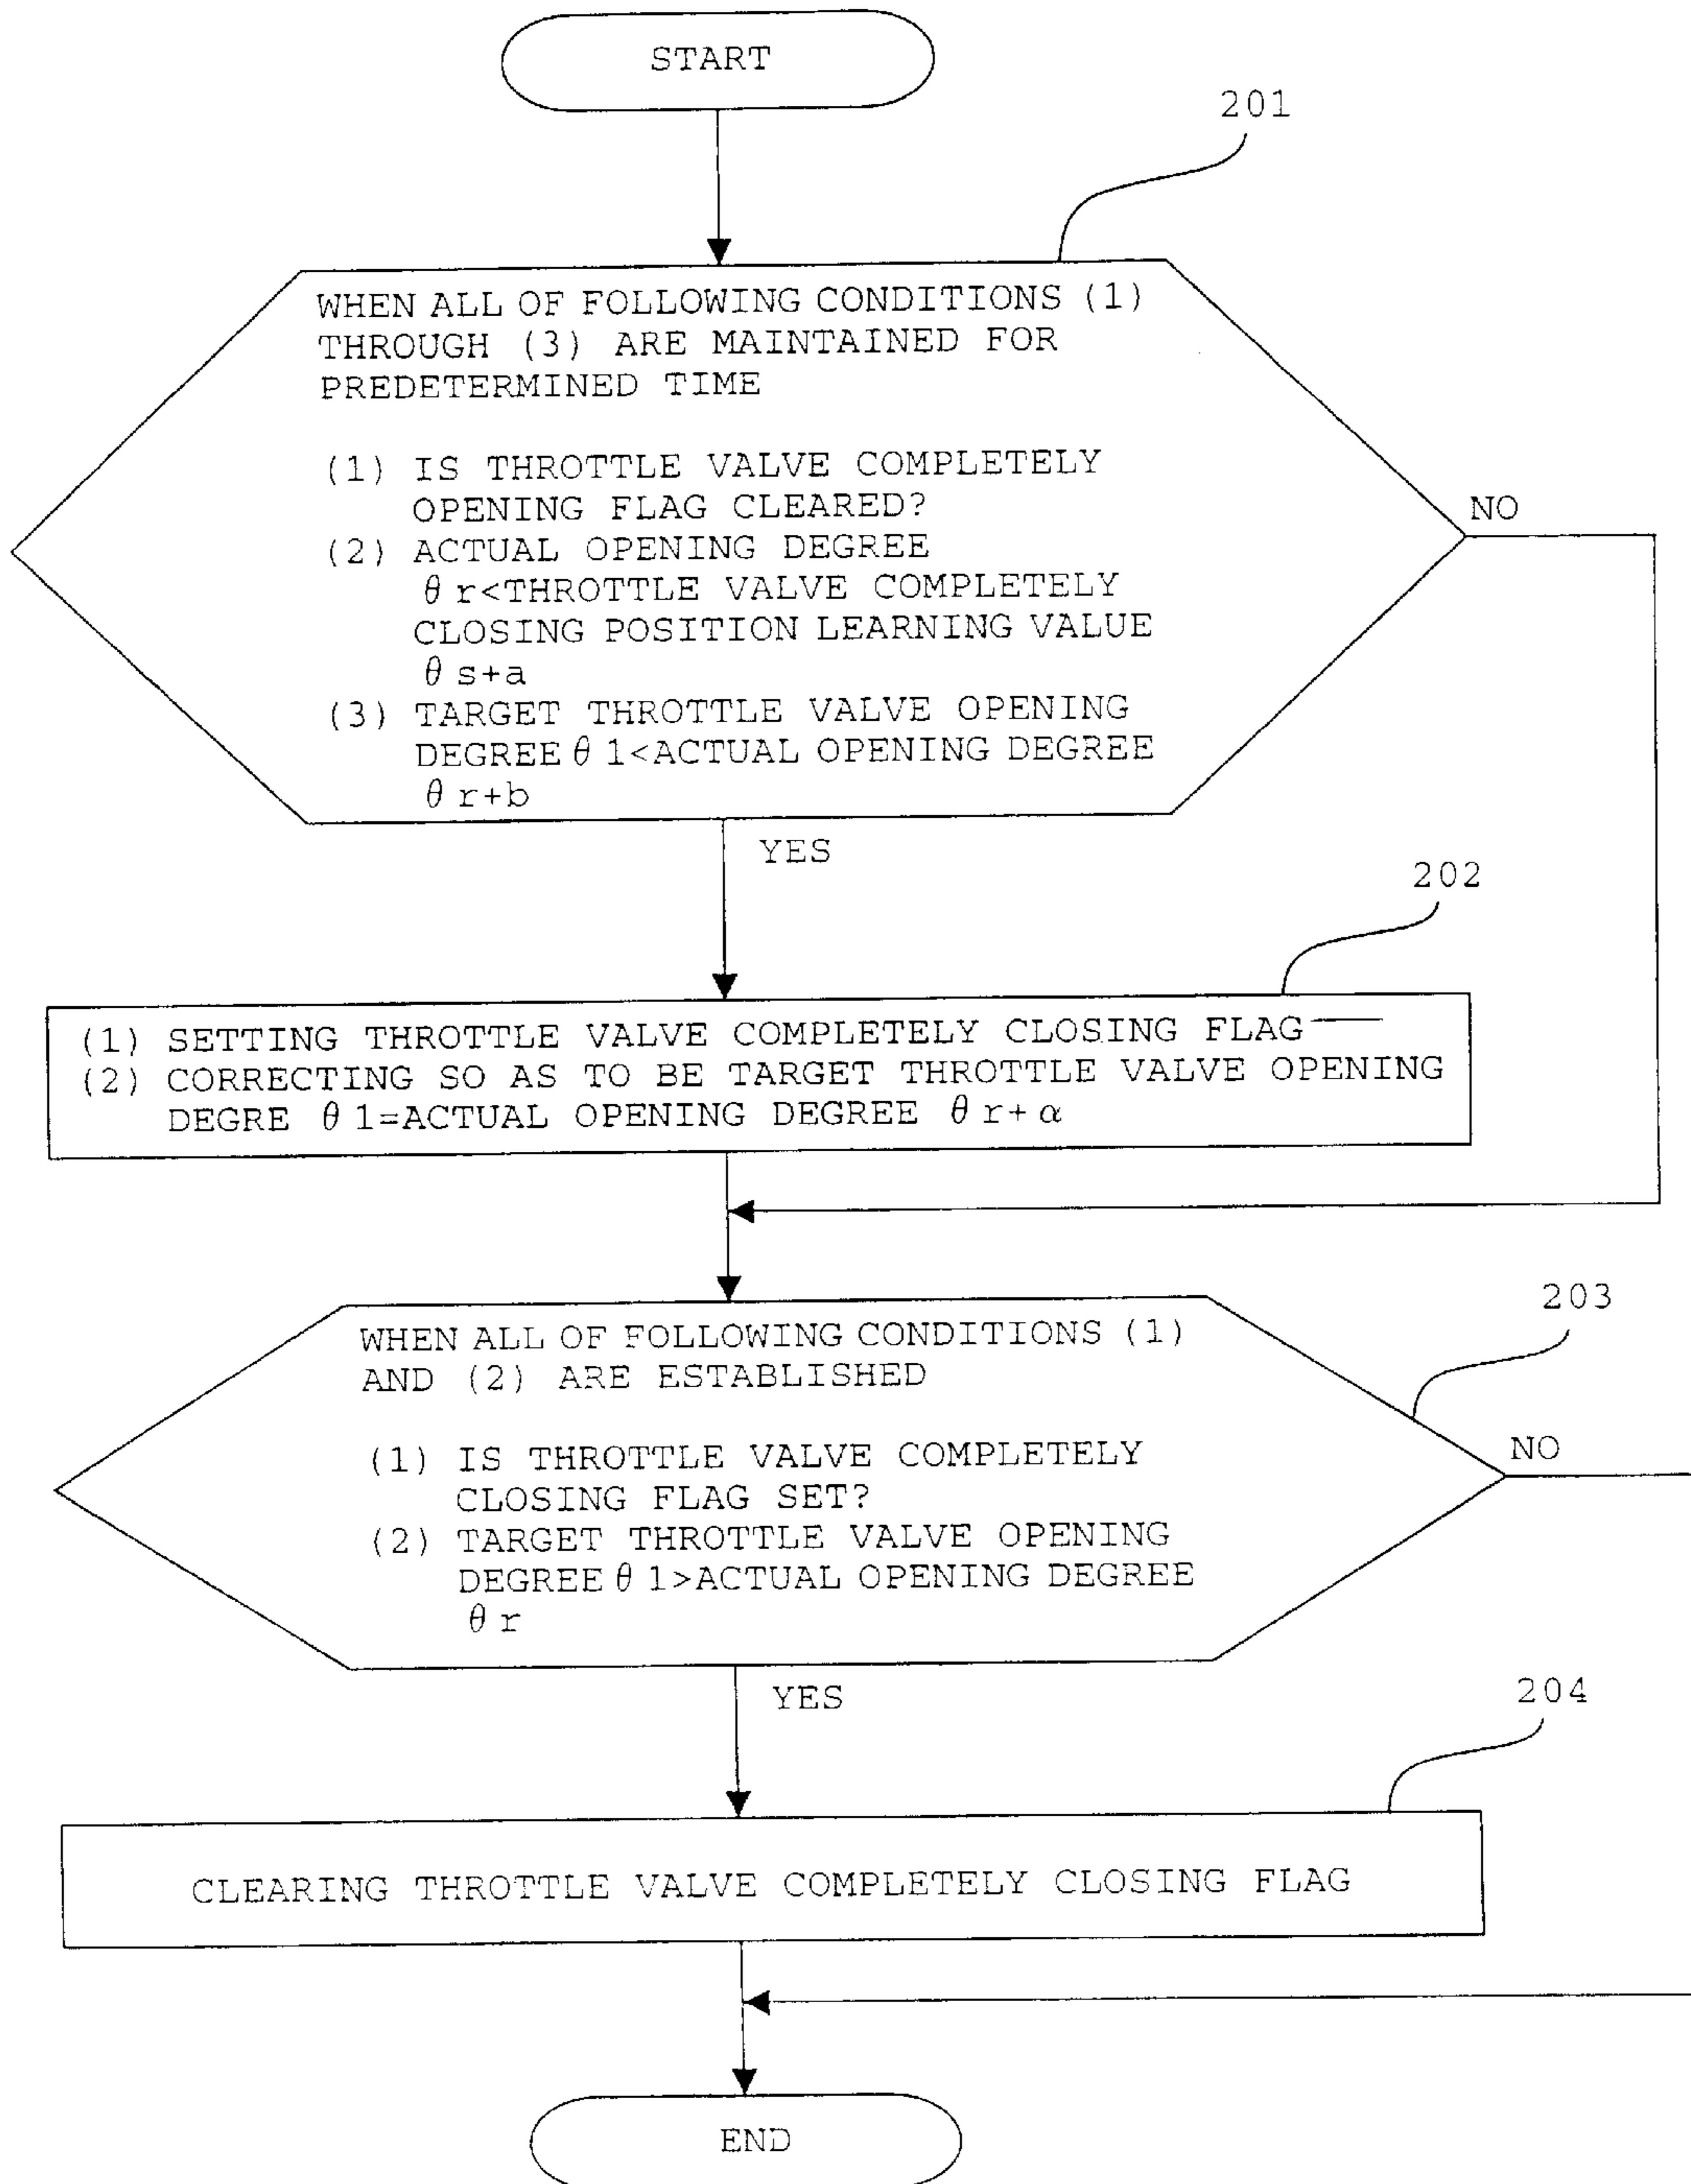 START
201
WHEN ALL OF FOLLOWING CONDITIONS (1)
THROUGH (3) ARE MAINTAINED FOR
PREDETERMINED TIME
(1) IS THROTTLE VALVE COMPLETELY
OPENING FLAG CLEARED?
(2) ACTUAL OPENING DEGREE
θr<THROTTLE VALVE COMPLETELY
CLOSING POSITION LEARNING VALUE
θs+a
(3) TARGET THROTTLE VALVE OPENING
DEGREE θ1<ACTUAL OPENING DEGREE
θr+b
NO
YES
202
(1) SETTING THROTTLE VALVE COMPLETELY CLOSING FLAG
(2) CORRECTING SO AS TO BE TARGET THROTTLE VALVE OPENING
DEGRE θ1=ACTUAL OPENING DEGREE θr+α
203
WHEN ALL OF FOLLOWING CONDITIONS (1)
AND (2) ARE ESTABLISHED
(1) IS THROTTLE VALVE COMPLETELY
CLOSING FLAG SET?
(2) TARGET THROTTLE VALVE OPENING
DEGREE θ1>ACTUAL OPENING DEGREE
θr
NO
YES
204
CLEARING THROTTLE VALVE COMPLETELY CLOSING FLAG
END